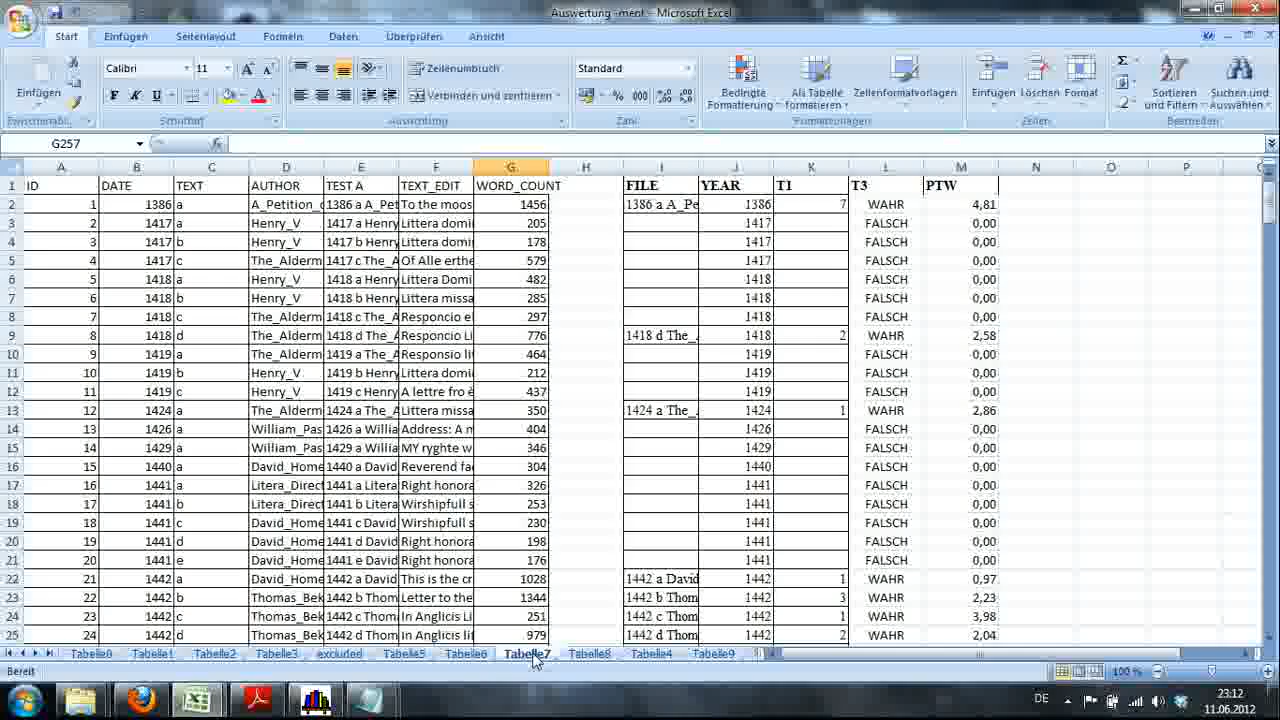 Auswertung -ment - Microsoft Excel
Start Einfügen Seitenlayout Formeln Daten Überprüfen Ansicht
Calibri 11 Zeilenumbruch Standard
Einfügen F K U Verbinden und zentrieren % 000 Bedingte Formatierung Als Tabelle formatieren Zellenformatvorlagen Einfügen Löschen Format Sortieren und Filtern Suchen und Auswählen
Schriftart Ausrichtung Zahl Formatvorlagen Zellen Bearbeiten
G257 fx
A B C D E F G H I J K L M N O P
1 ID DATE TEXT AUTHOR TEST A TEXT_EDIT WORD_COUNT FILE YEAR T1 T3 PTW
2 1 1386 a A_Petition_ 1386 a A_Pet To the moos 1456 1386 a A_Pe 1386 7 WAHR 4,81
3 2 1417 a Henry_V 1417 a Henry Littera domi 205 1417 FALSCH 0,00
4 3 1417 b Henry_V 1417 b Henry Littera domi 178 1417 FALSCH 0,00
5 4 1417 c The_Alderm 1417 c The_A Of Alle erthe 579 1417 FALSCH 0,00
6 5 1418 a Henry_V 1418 a Henry Littera Domi 482 1418 FALSCH 0,00
7 6 1418 b Henry_V 1418 b Henry Littera missa 285 1418 FALSCH 0,00
8 7 1418 c The_Alderm 1418 c The_A Responcio e 297 1418 FALSCH 0,00
9 8 1418 d The_Alderm 1418 d The_A Responcio Li 776 1418 d The_ 1418 2 WAHR 2,58
10 9 1419 a The_Alderm 1419 a The_A Responsio li 464 1419 FALSCH 0,00
11 10 1419 b Henry_V 1419 b Henry Littera domi 212 1419 FALSCH 0,00
12 11 1419 c Henry_V 1419 c Henry A lettre fro è 437 1419 FALSCH 0,00
13 12 1424 a The_Alderm 1424 a The_A Littera missa 350 1424 a The_ 1424 1 WAHR 2,86
14 13 1426 a William_Pas 1426 a Willia Address: A m 404 1426 FALSCH 0,00
15 14 1429 a William_Pas 1429 a Willia MY ryghte w 346 1429 FALSCH 0,00
16 15 1440 a David_Home 1440 a David Reverend fa 304 1440 FALSCH 0,00
17 16 1441 a Litera_Direct 1441 a Litera Right honora 326 1441 FALSCH 0,00
18 17 1441 b Litera_Direct 1441 b Litera Wirshipfull s 253 1441 FALSCH 0,00
19 18 1441 c David_Home 1441 c David Wirshipfull s 230 1441 FALSCH 0,00
20 19 1441 d David_Home 1441 d David Right honora 198 1441 FALSCH 0,00
21 20 1441 e David_Home 1441 e David Right honora 176 1441 FALSCH 0,00
22 21 1442 a David_Home 1442 a David This is the cr 1028 1442 a David 1442 1 WAHR 0,97
23 22 1442 b Thomas_Bek 1442 b Thom Letter to the 1344 1442 b Thom 1442 3 WAHR 2,23
24 23 1442 c Thomas_Bek 1442 c Thom In Anglicis Li 251 1442 c Thom 1442 1 WAHR 3,98
25 24 1442 d Thomas_Bek 1442 d Thom In Anglicis li 979 1442 d Thom 1442 2 WAHR 2,04
Tabelle0 Tabelle1 Tabelle2 Tabelle3 excluded Tabelle5 Tabelle6 Tabelle7 Tabelle8 Tabelle4 Tabelle9
Bereit 100 %
DE 23:12
11.06.2012